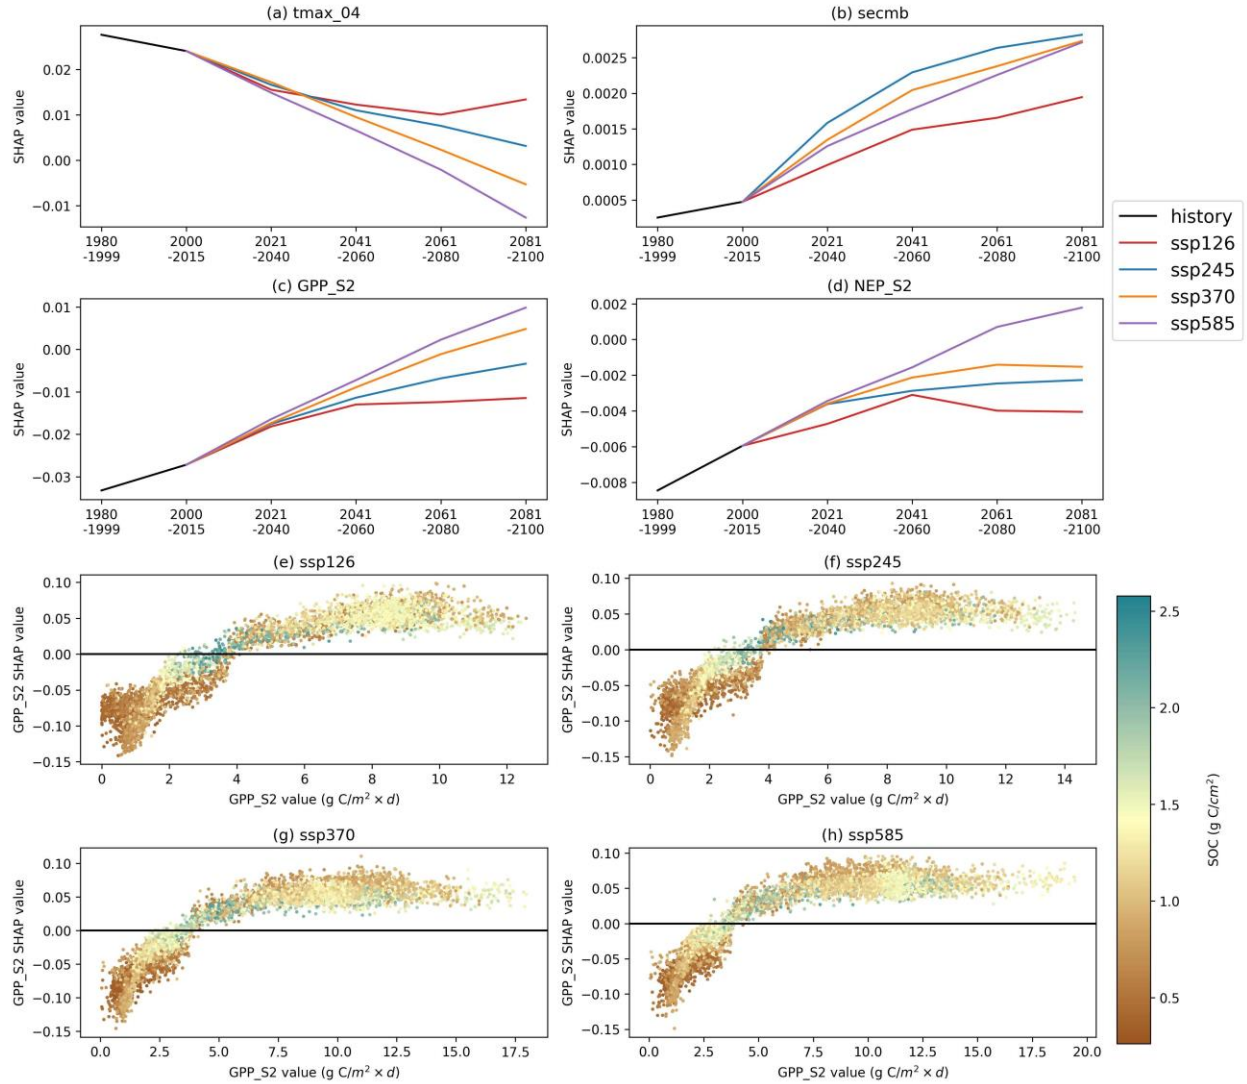 (a) tmax_04
SHAP value
0.02
0.01
0.00
−0.01
1980 2000 2021 2041 2061 2081
-1999 -2015 -2040 -2060 -2080 -2100
(b) secmb
SHAP value
0.0025
0.0020
0.0015
0.0010
0.0005
1980 2000 2021 2041 2061 2081
-1999 -2015 -2040 -2060 -2080 -2100
history
ssp126
ssp245
ssp370
ssp585
(c) GPP_S2
SHAP value
0.01
0.00
−0.01
−0.02
−0.03
1980 2000 2021 2041 2061 2081
-1999 -2015 -2040 -2060 -2080 -2100
(d) NEP_S2
SHAP value
0.002
0.000
−0.002
−0.004
−0.006
−0.008
1980 2000 2021 2041 2061 2081
-1999 -2015 -2040 -2060 -2080 -2100
(e) ssp126
GPP_S2 SHAP value
0.10
0.05
0.00
−0.05
−0.10
−0.15
0 2 4 6 8 10 12
GPP_S2 value (g C/m² × d)
(f) ssp245
GPP_S2 SHAP value
0.10
0.05
0.00
−0.05
−0.10
−0.15
0 2 4 6 8 10 12 14
GPP_S2 value (g C/m² × d)
(g) ssp370
GPP_S2 SHAP value
0.10
0.05
0.00
−0.05
−0.10
−0.15
0.0 2.5 5.0 7.5 10.0 12.5 15.0 17.5
GPP_S2 value (g C/m² × d)
(h) ssp585
GPP_S2 SHAP value
0.10
0.05
0.00
−0.05
−0.10
−0.15
0.0 2.5 5.0 7.5 10.0 12.5 15.0 17.5 20.0
GPP_S2 value (g C/m² × d)
2.5
2.0
1.5
1.0
0.5
SOC (g C/cm²)